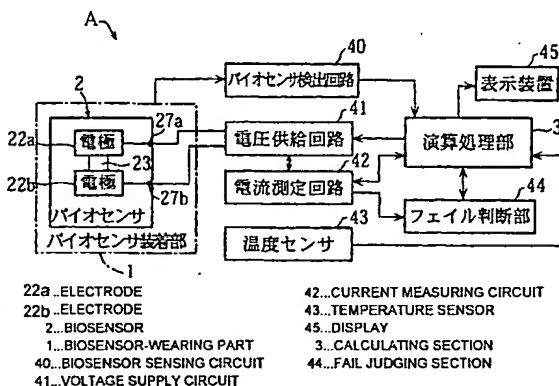 A
40
45
バイオセンサ検出回路
表示装置
2
27a
41
3
22a
電極
電圧供給回路
演算処理部
23
42
22b
電極
電流測定回路
44
27b
43
フェイル判断部
バイオセンサ
温度センサ
バイオセンサ装着部
1
22a...ELECTRODE
22b...ELECTRODE
2...BIOSENSOR
1...BIOSENSOR-WEARING PART
40...BIOSENSOR SENSING CIRCUIT
41...VOLTAGE SUPPLY CIRCUIT
42...CURRENT MEASURING CIRCUIT
43...TEMPERATURE SENSOR
45...DISPLAY
3...CALCULATING SECTION
44...FAIL JUDGING SECTION